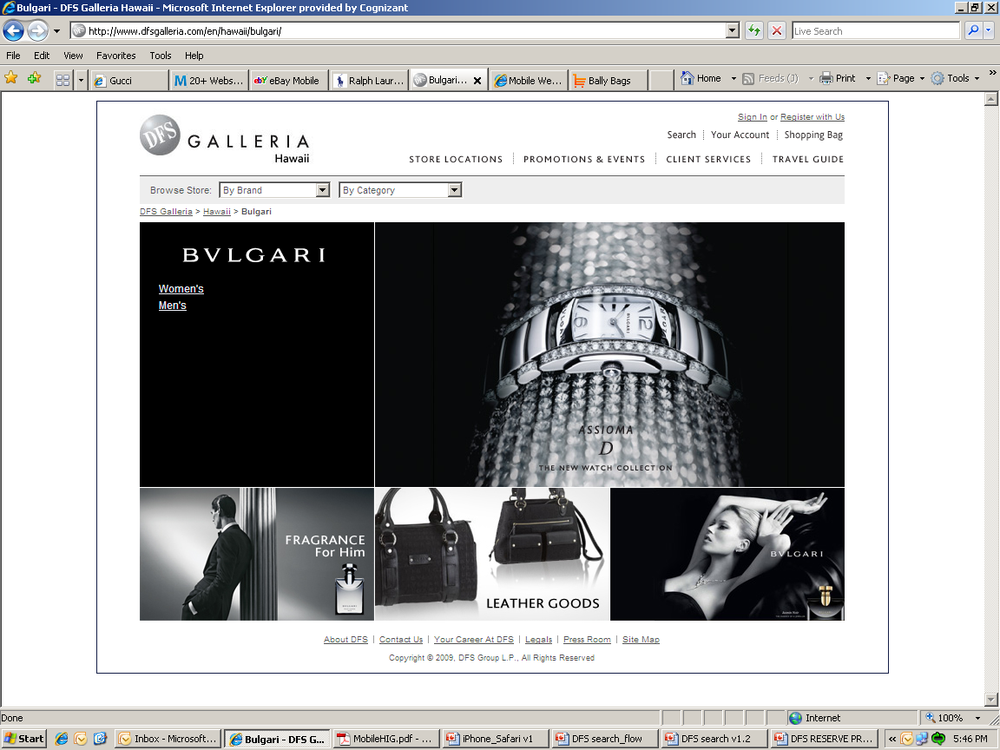 Bulgari - DFS Galleria Hawaii - Microsoft Internet Explorer provided by Cognizant
http://www.dfsgalleria.com/en/hawaii/bulgari/
Live Search
File Edit View Favorites Tools Help
Gucci
M 20+ Webs...
eBay Mobile
Ralph Laur...
Bulgari...
Mobile We...
Bally Bags
Home
Feeds (J)
Print
Page
Tools
Sign In or Register with Us
DFS GALLERIA
Hawaii
Search Your Account Shopping Bag
STORE LOCATIONS PROMOTIONS & EVENTS CLIENT SERVICES TRAVEL GUIDE
Browse Store: By Brand By Category
DFS Galleria > Hawaii > Bulgari
BVLGARI
Women's
Men's
BVLGARI
BVLGARI
6
12
BVLGARI
ASSIOMA
D
THE NEW WATCH COLLECTION
FRAGRANCE
For Him
BVLGARI
LEATHER GOODS
BVLGARI
About DFS | Contact Us | Your Career At DFS | Legals | Press Room | Site Map
Copyright © 2009, DFS Group L.P., All Rights Reserved
Done
Internet
100%
Start
Inbox - Microsoft...
Bulgari - DFS G...
MobileHIG.pdf - ...
iPhone_Safari v1
DFS search_flow
DFS search v1.2
DFS RESERVE PR...
5:46 PM